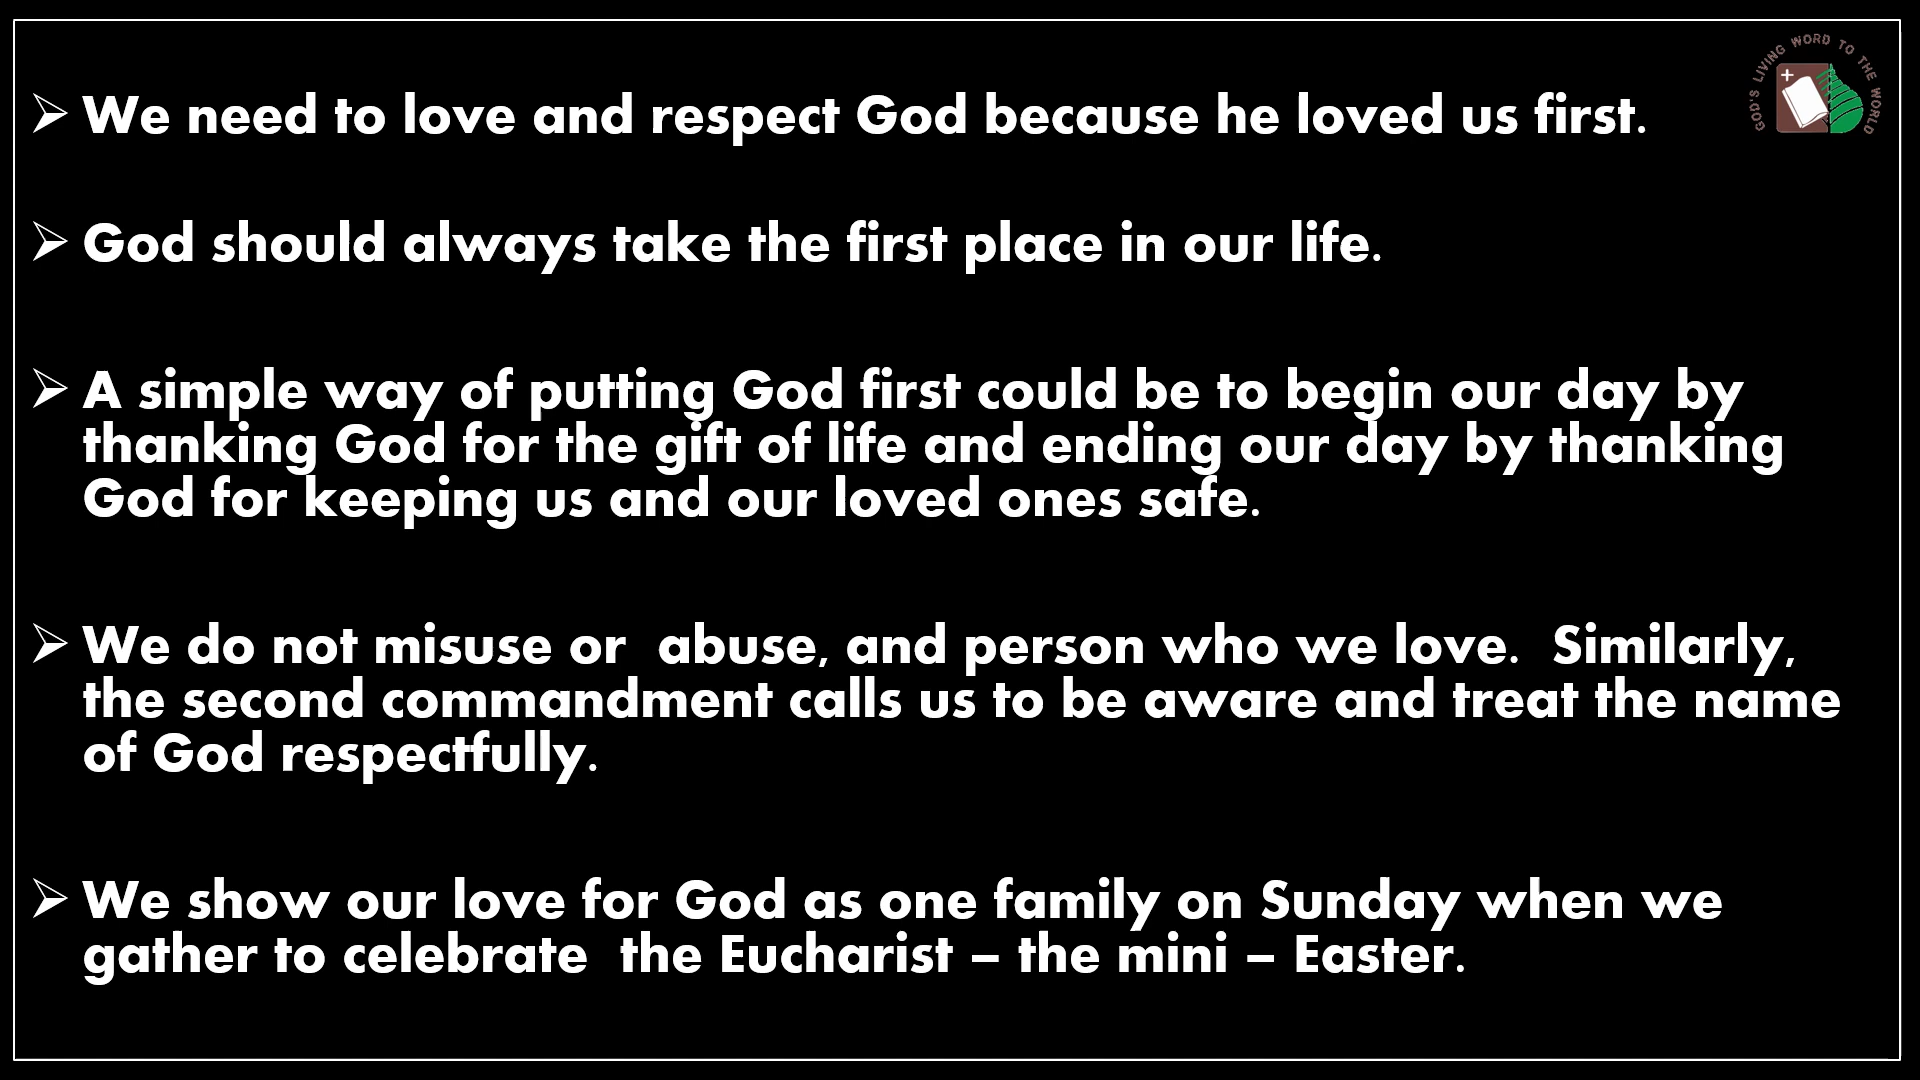 GOD'S LIVING WORD TO THE WORLD
➢ We need to love and respect God because he loved us first.
➢ God should always take the first place in our life.
➢ A simple way of putting God first could be to begin our day by
thanking God for the gift of life and ending our day by thanking
God for keeping us and our loved ones safe.
➢ We do not misuse or  abuse, and person who we love.  Similarly,
the second commandment calls us to be aware and treat the name
of God respectfully.
➢ We show our love for God as one family on Sunday when we
gather to celebrate  the Eucharist – the mini – Easter.